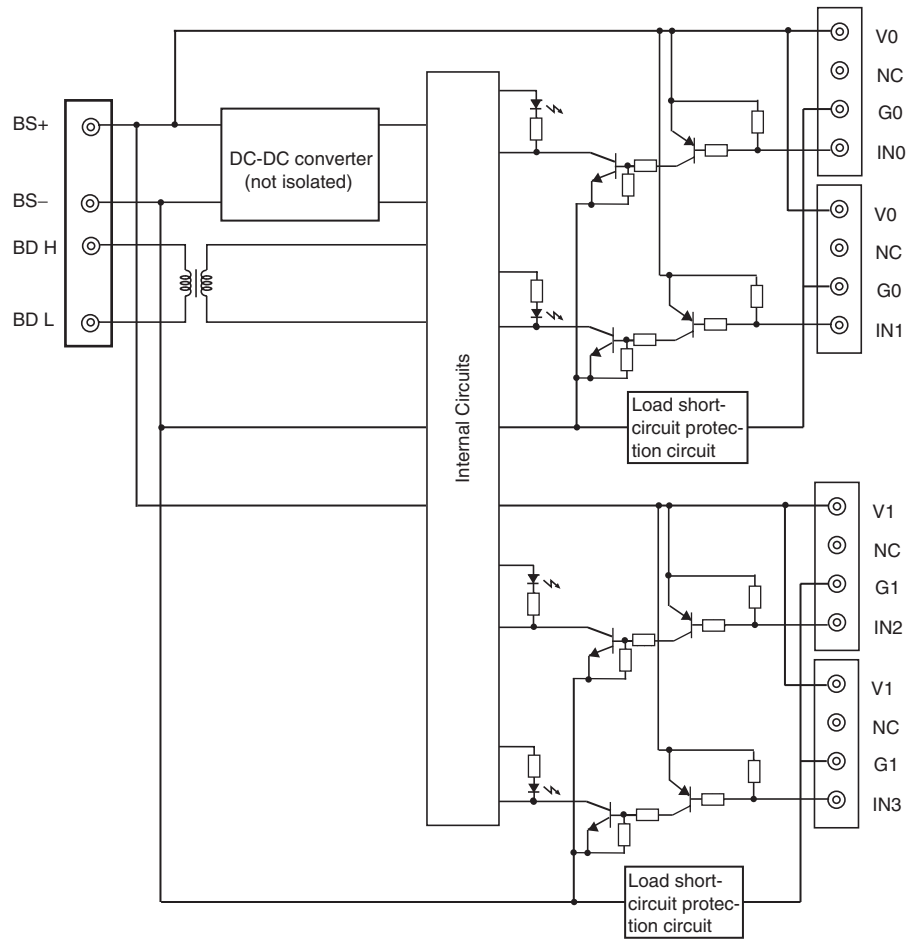 BS+
BS–
BD H
BD L
DC-DC converter
(not isolated)
Internal Circuits
V0
NC
G0
IN0
V0
NC
G0
IN1
Load short-
circuit protec-
tion circuit
V1
NC
G1
IN2
V1
NC
G1
IN3
Load short-
circuit protec-
tion circuit